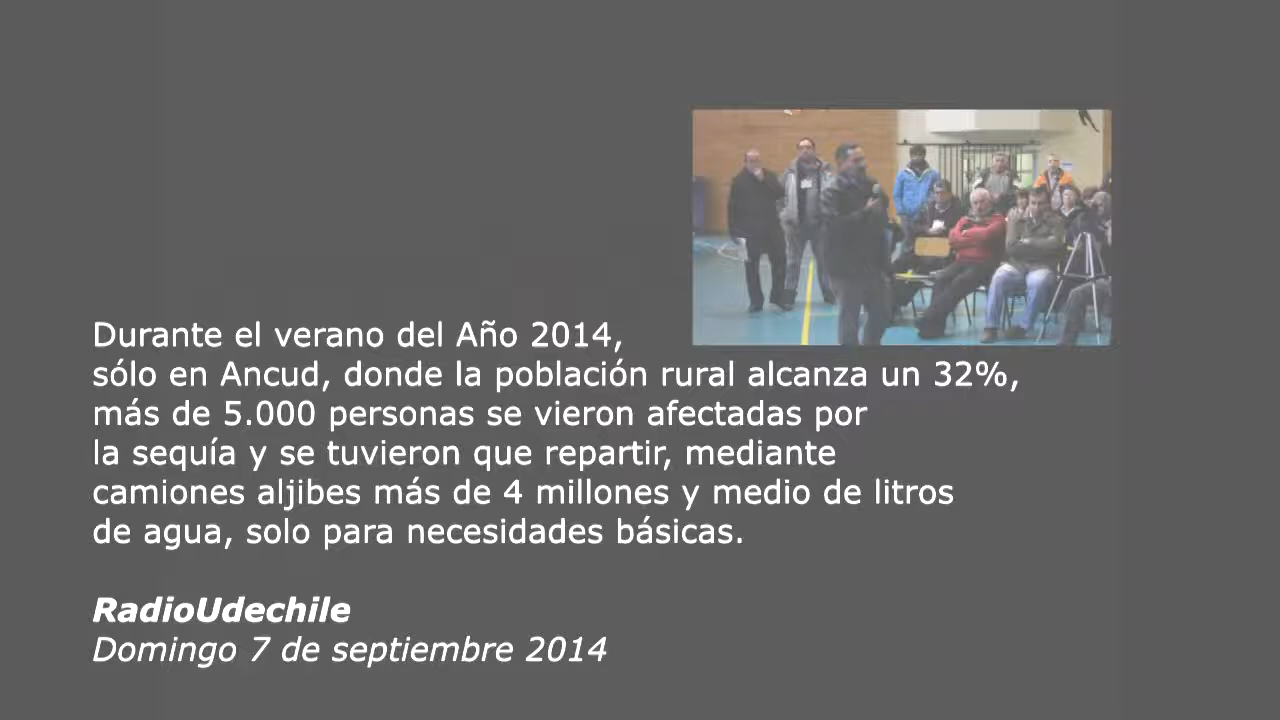 Durante el verano del Año 2014,
sólo en Ancud, donde la población rural alcanza un 32%,
más de 5.000 personas se vieron afectadas por
la sequía y se tuvieron que repartir, mediante
camiones aljibes más de 4 millones y medio de litros
de agua, solo para necesidades básicas.
RadioUdechile
Domingo 7 de septiembre 2014